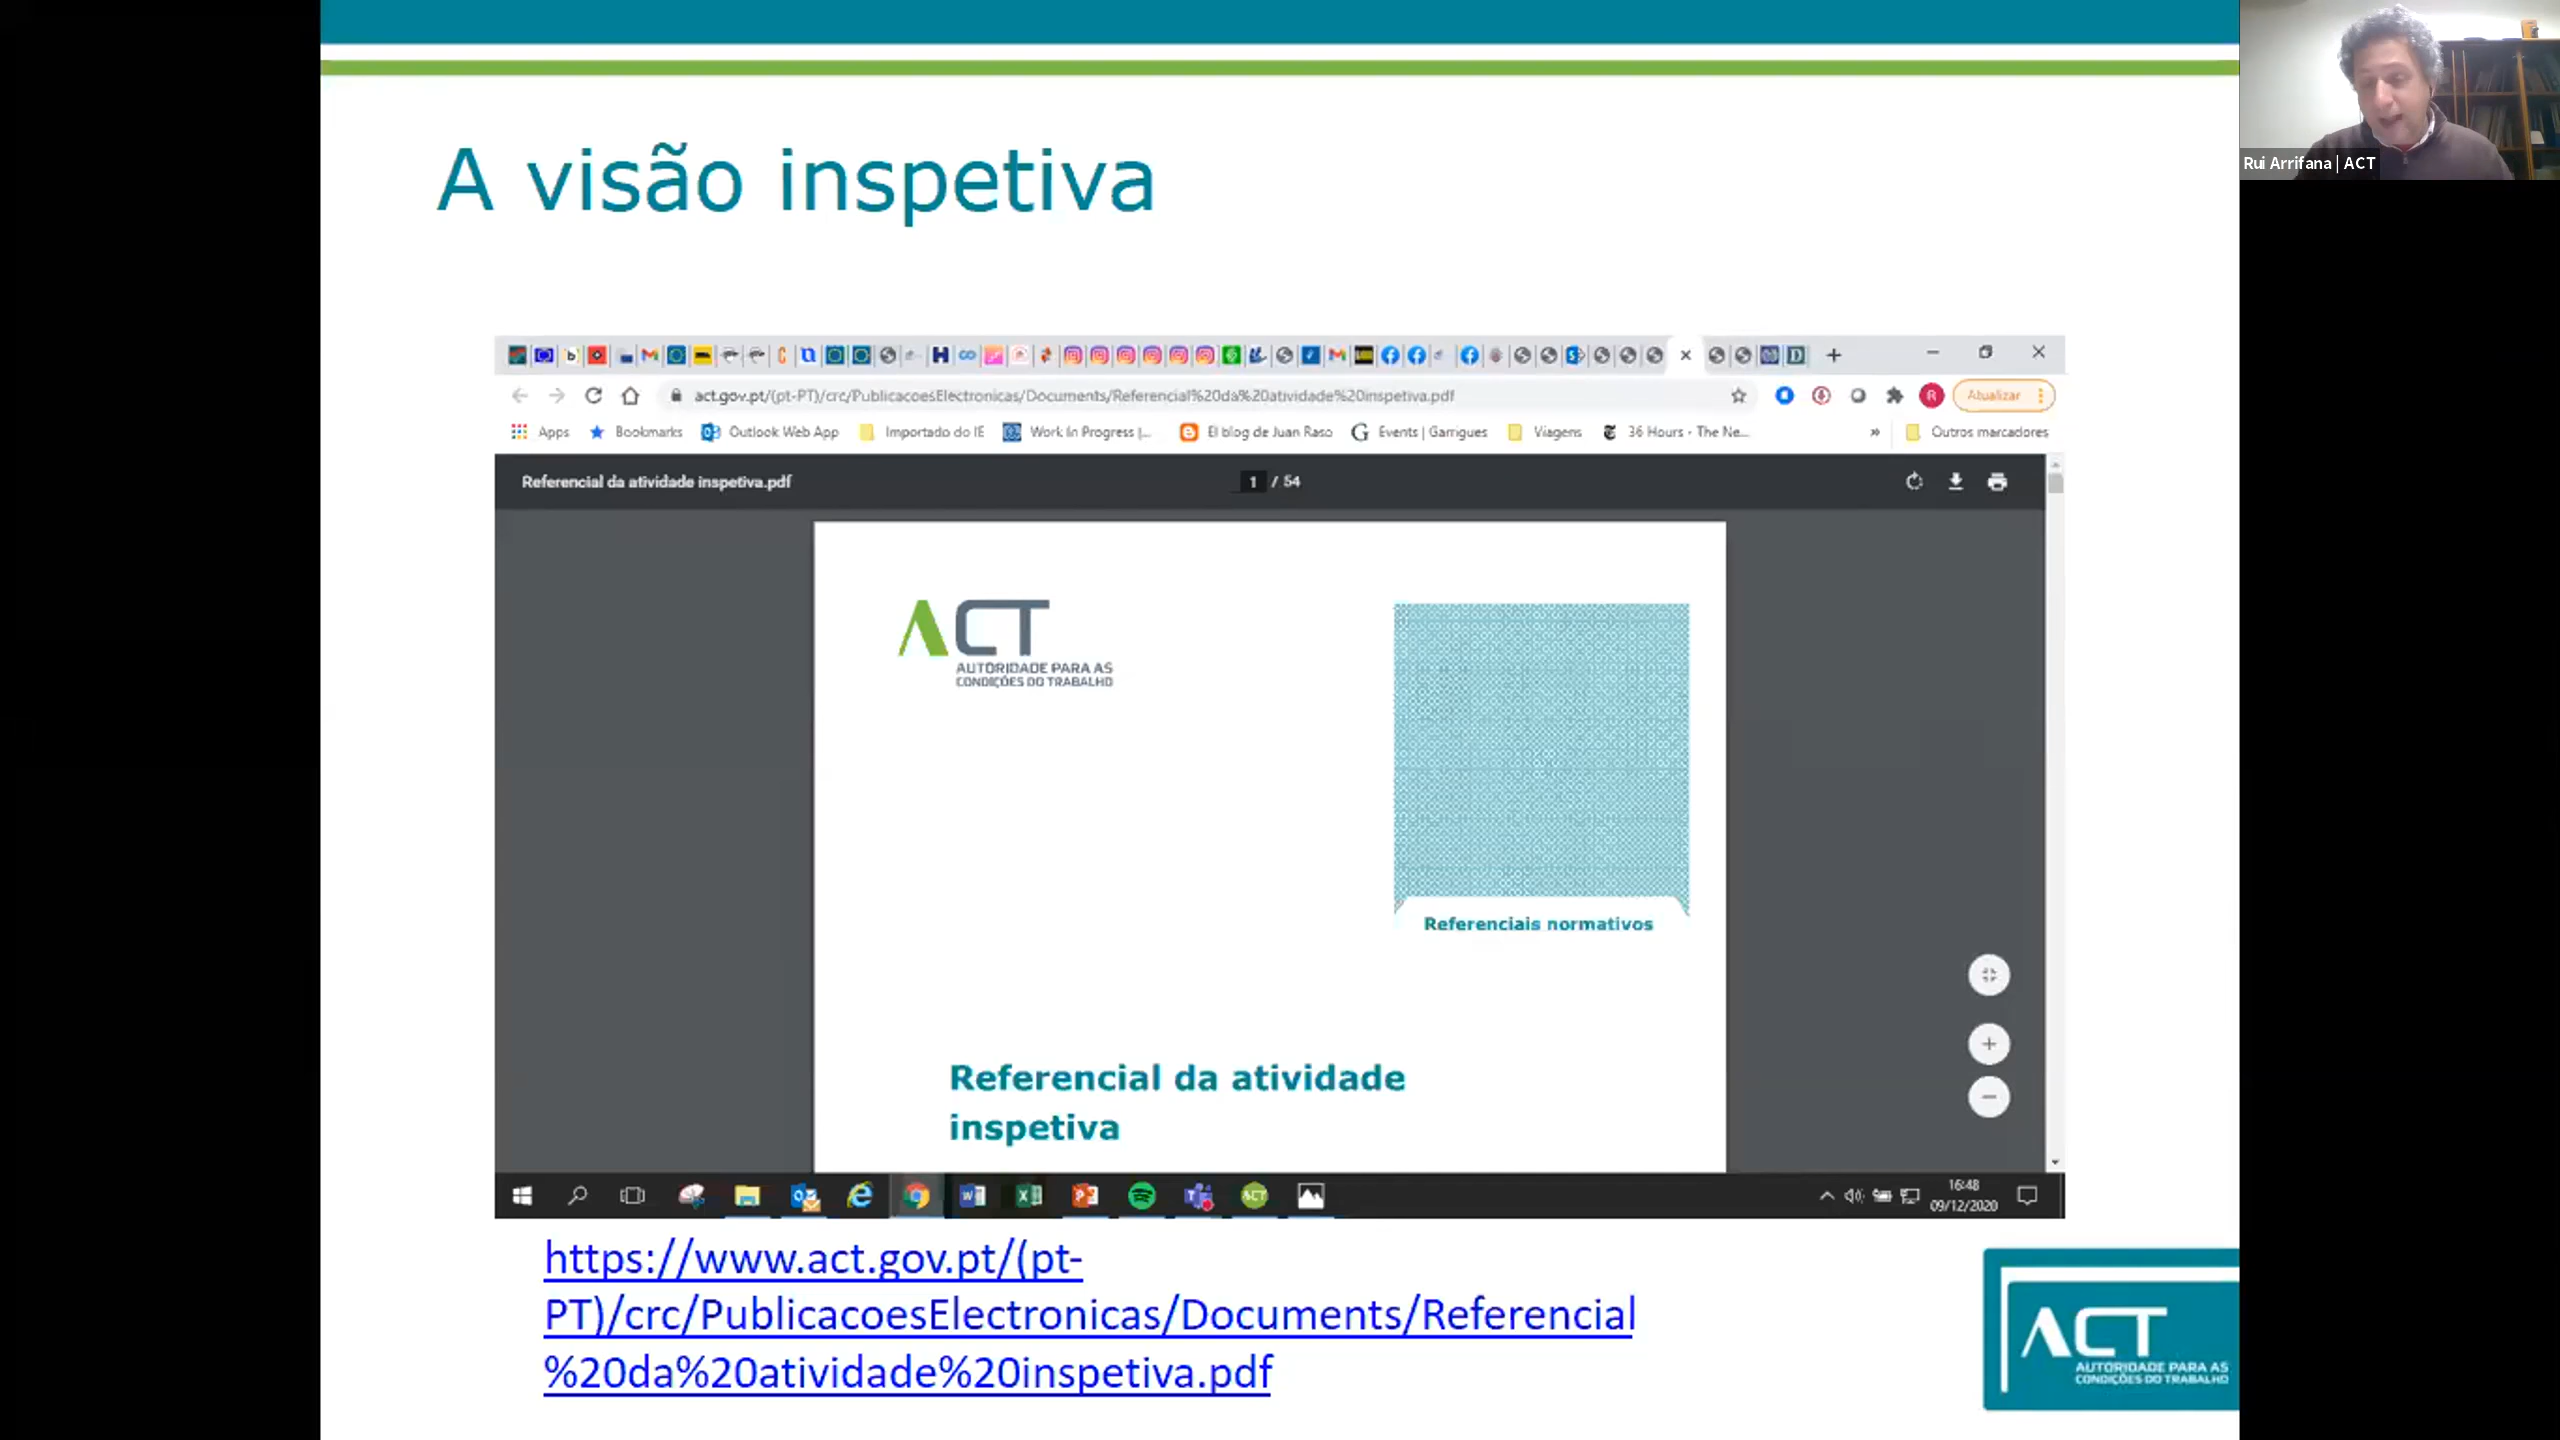 A visão inspetiva
Rui Arrifana | ACT
act.gov.pt/(pt-PT)/crc/PublicacoesElectronicas/Documents/Referencial%20da%20atividade%20inspetiva.pdf
R
Atualizar
Apps Bookmarks Outlook Web App Importado do IE Work In Progress |... El blog de Juan Raso Events | Garrigues Viagens 36 Hours - The Ne... » Outros marcadores
Referencial da atividade inspetiva.pdf 1 / 54
ACT
AUTORIDADE PARA AS
CONDIÇÕES DO TRABALHO
Referenciais normativos
Referencial da atividade
inspetiva
16:48
09/12/2020
https://www.act.gov.pt/(pt-
PT)/crc/PublicacoesElectronicas/Documents/Referencial
%20da%20atividade%20inspetiva.pdf
ACT
AUTORIDADE PARA AS
CONDIÇÕES DO TRABALHO